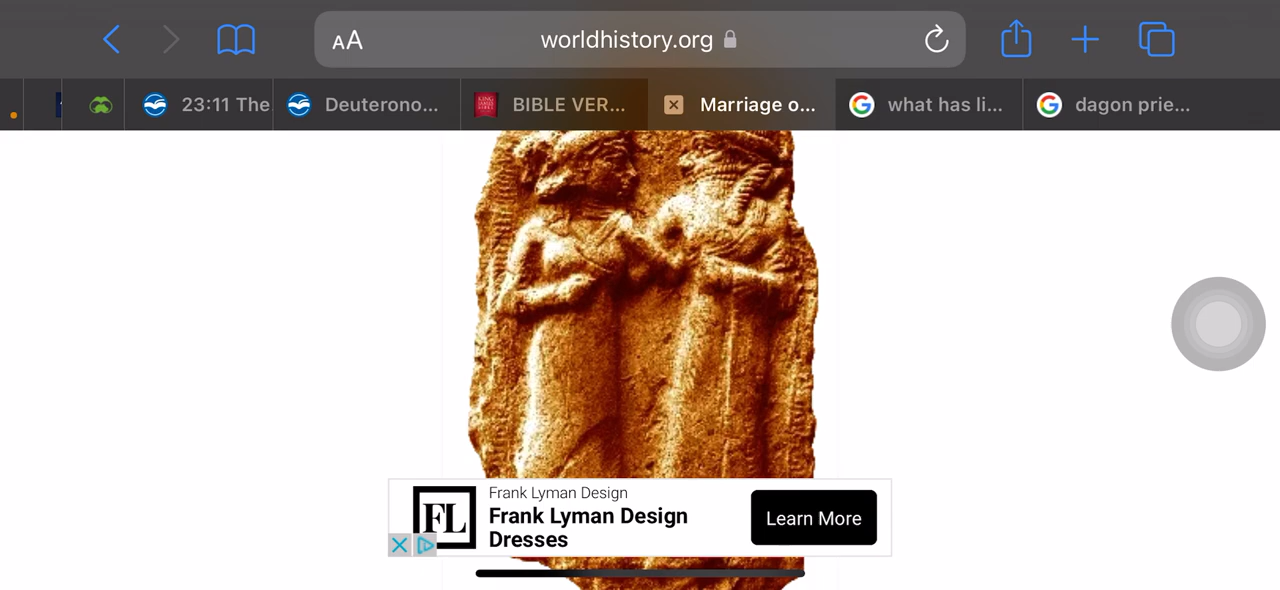 AA worldhistory.org
23:11 The
Deuterono...
BIBLE VER...
Marriage o...
what has li...
dagon prie...
FL
Frank Lyman Design
Frank Lyman Design
Dresses
Learn More